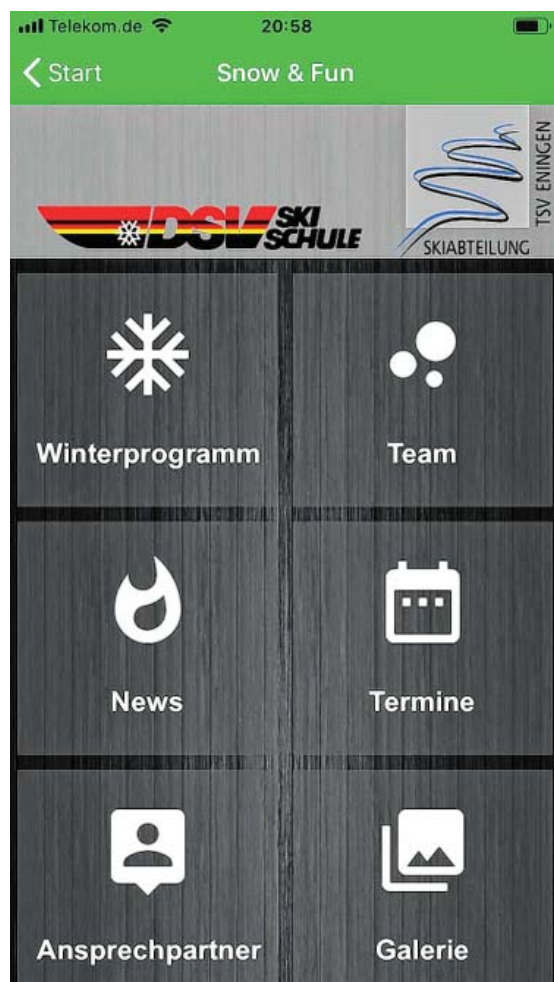 Telekom.de 20:58
Start Snow & Fun
DSV SKI SCHULE
SKIABTEILUNG
TSV ENINGEN
Winterprogramm Team
News Termine
Ansprechpartner Galerie